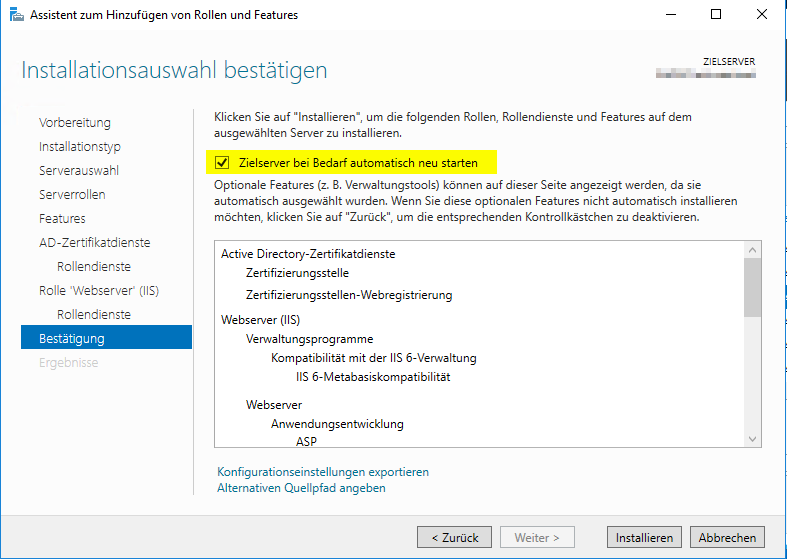 Assistent zum Hinzufügen von Rollen und Features
Installationsauswahl bestätigen
ZIELSERVER
Vorbereitung
Installationstyp
Serverauswahl
Serverrollen
Features
AD-Zertifikatdienste
Rollendienste
Rolle 'Webserver' (IIS)
Rollendienste
Bestätigung
Ergebnisse
Klicken Sie auf "Installieren", um die folgenden Rollen, Rollendienste und Features auf dem
ausgewählten Server zu installieren.
Zielserver bei Bedarf automatisch neu starten
Optionale Features (z. B. Verwaltungstools) können auf dieser Seite angezeigt werden, da sie
automatisch ausgewählt wurden. Wenn Sie diese optionalen Features nicht automatisch installieren
möchten, klicken Sie auf "Zurück", um die entsprechenden Kontrollkästchen zu deaktivieren.
Active Directory-Zertifikatdienste
Zertifizierungsstelle
Zertifizierungsstellen-Webregistrierung
Webserver (IIS)
Verwaltungsprogramme
Kompatibilität mit der IIS 6-Verwaltung
IIS 6-Metabasiskompatibilität
Webserver
Anwendungsentwicklung
ASP
Konfigurationseinstellungen exportieren
Alternativen Quellpfad angeben
< Zurück
Weiter >
Installieren
Abbrechen